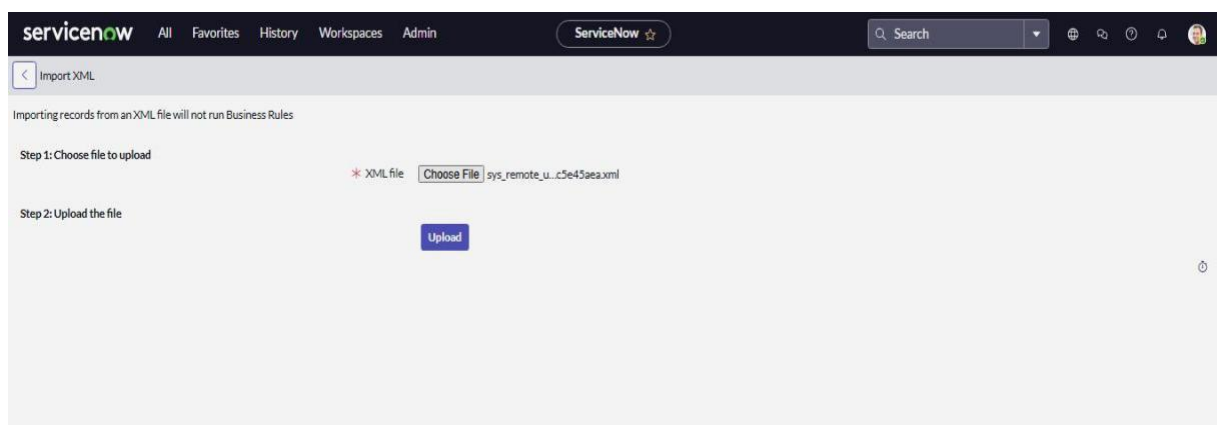 servicenow All Favorites History Workspaces Admin ServiceNow Search
Import XML
Importing records from an XML file will not run Business Rules
Step 1: Choose file to upload
* XML file Choose File sys_remote_u...c5e45aea.xml
Step 2: Upload the file
Upload